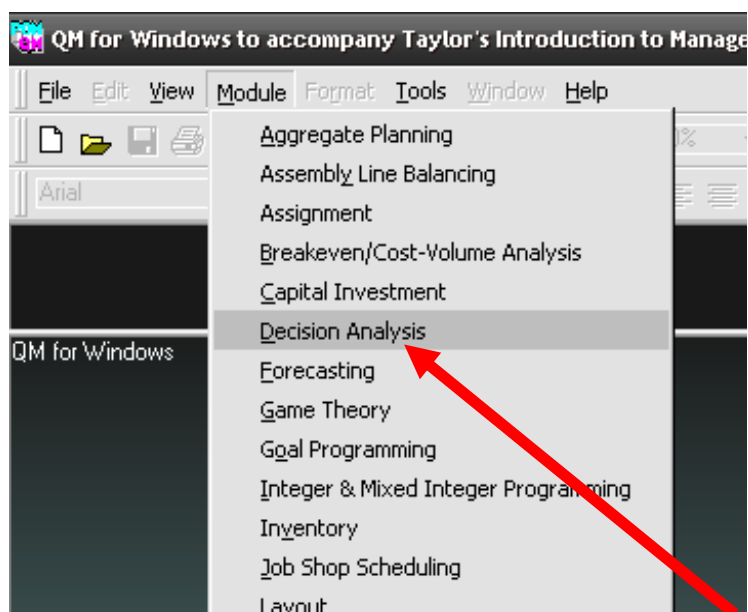 QM for Windows to accompany Taylor's Introduction to Manage
File Edit View Module Format Tools Window Help
Aggregate Planning
Assembly Line Balancing
Arial
Assignment
Breakeven/Cost-Volume Analysis
Capital Investment
Decision Analysis
QM for Windows
Forecasting
Game Theory
Goal Programming
Integer & Mixed Integer Programming
Inventory
Job Shop Scheduling
Layout